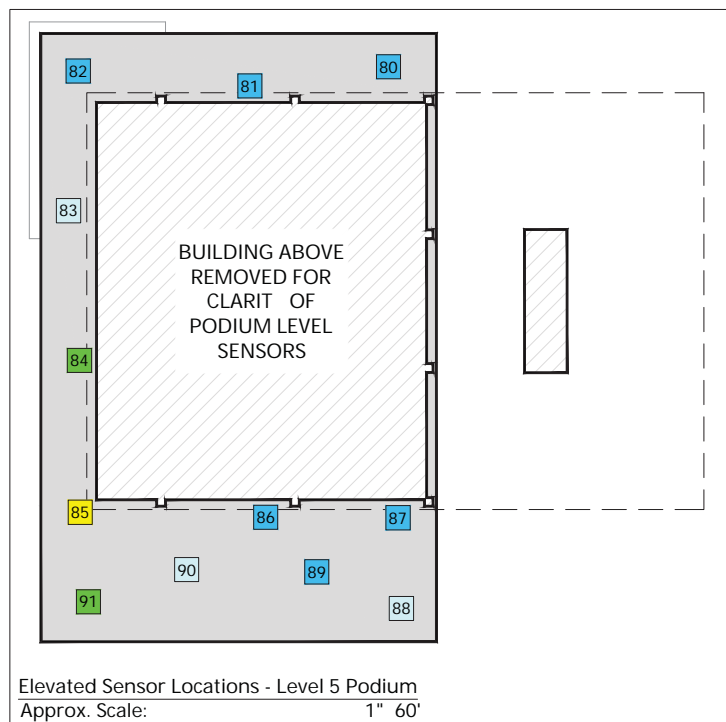 82
81
80
83
BUILDING ABOVE
REMOVED FOR
CLARIT OF
PODIUM LEVEL
SENSORS
84
85
86
87
90
89
91
88
Elevated Sensor Locations - Level 5 Podium
Approx. Scale: 1" 60'